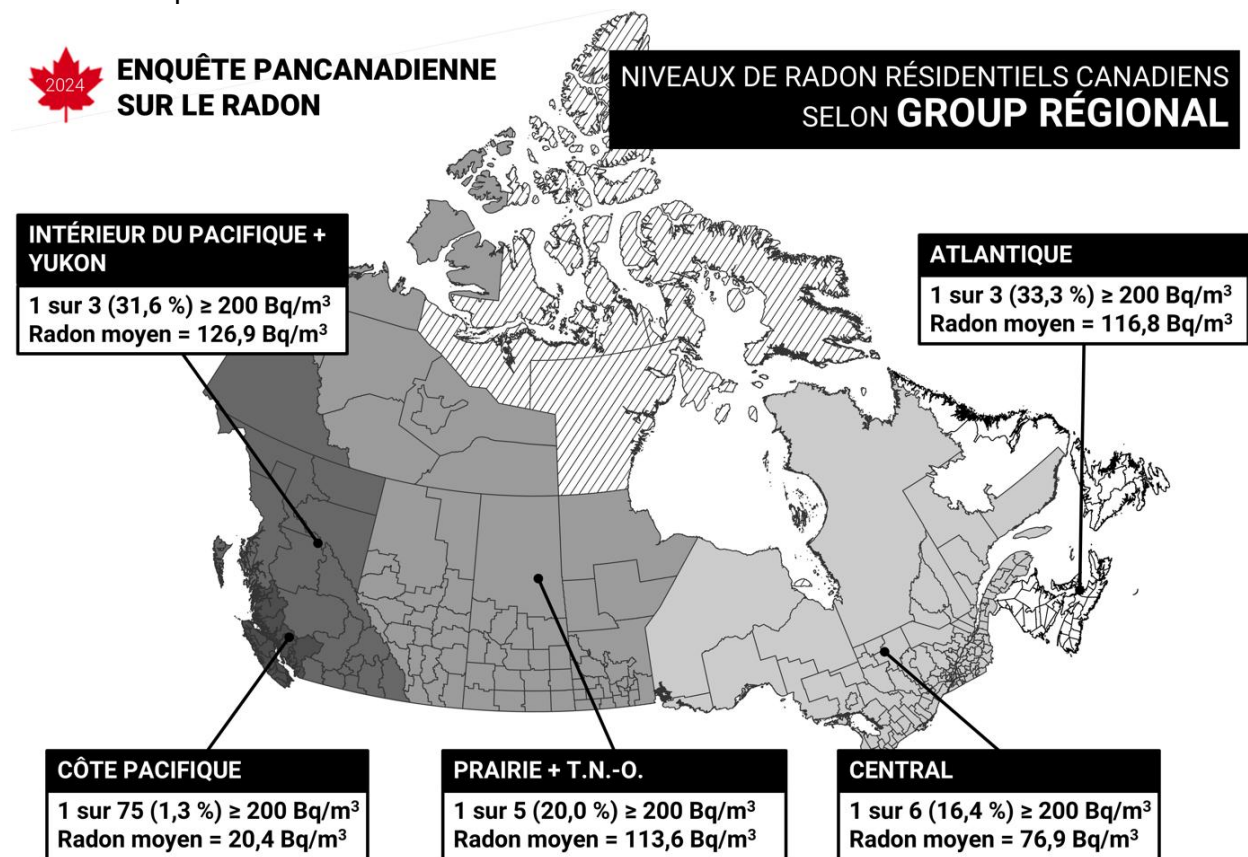 2024
ENQUÊTE PANCANADIENNE
SUR LE RADON
NIVEAUX DE RADON RÉSIDENTIELS CANADIENS
SELON GROUP RÉGIONAL
INTÉRIEUR DU PACIFIQUE +
YUKON
1 sur 3 (31,6 %) ≥ 200 Bq/m³
Radon moyen = 126,9 Bq/m³
ATLANTIQUE
1 sur 3 (33,3 %) ≥ 200 Bq/m³
Radon moyen = 116,8 Bq/m³
CÔTE PACIFIQUE
1 sur 75 (1,3 %) ≥ 200 Bq/m³
Radon moyen = 20,4 Bq/m³
PRAIRIE + T.N.-O.
1 sur 5 (20,0 %) ≥ 200 Bq/m³
Radon moyen = 113,6 Bq/m³
CENTRAL
1 sur 6 (16,4 %) ≥ 200 Bq/m³
Radon moyen = 76,9 Bq/m³